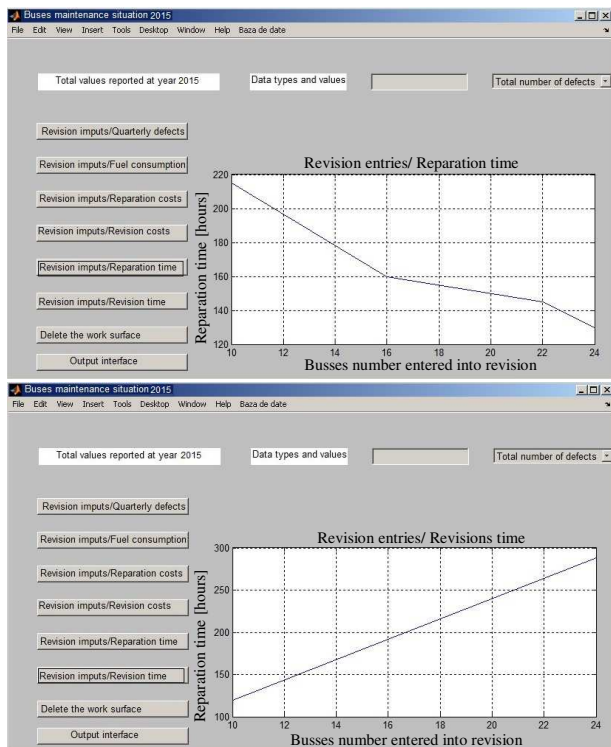 Buses maintenance situation 2015
File Edit View Insert Tools Desktop Window Help Baza de date
Total values reported at year 2015
Data types and values
Total number of defects
Revision imputs/Quarterly defects
Revision imputs/Fuel consumption
Revision imputs/Reparation costs
Revision imputs/Revision costs
Revision imputs/Reparation time
Revision imputs/Revision time
Delete the work surface
Output interface
Revision entries/ Reparation time
Reparation time [hours]
220
200
180
160
140
120
10 12 14 16 18 20 22 24
Busses number entered into revision
Buses maintenance situation 2015
File Edit View Insert Tools Desktop Window Help Baza de date
Total values reported at year 2015
Data types and values
Total number of defects
Revision imputs/Quarterly defects
Revision imputs/Fuel consumption
Revision imputs/Reparation costs
Revision imputs/Revision costs
Revision imputs/Reparation time
Revision imputs/Revision time
Delete the work surface
Output interface
Revision entries/ Revisions time
Reparation time [hours]
300
250
200
150
100
10 12 14 16 18 20 22 24
Busses number entered into revision